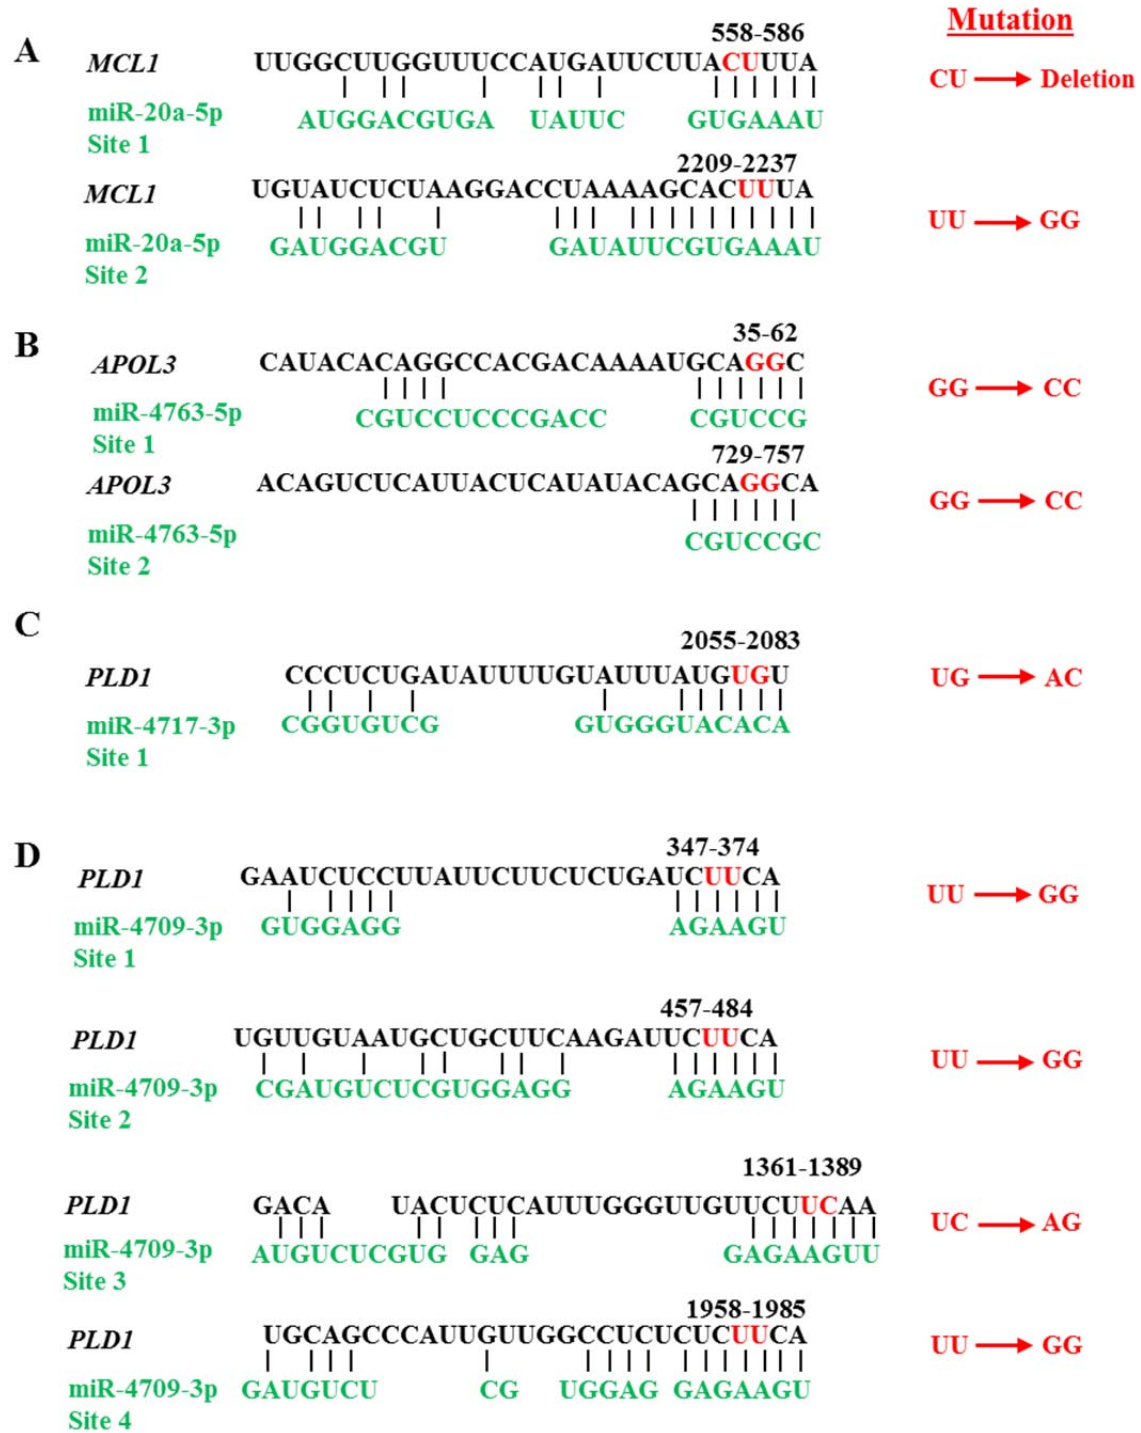 Mutation
A
558-586
MCL1 UUGGCUUGGUUUCCAUGAUUCUUACUUUA
CU → Deletion
miR-20a-5p AUGGACGUGA UAUUC GUGAAAU
Site 1
2209-2237
MCL1 UGUAUCUCUAAGGACCUAAAAGCACUUUA
UU → GG
miR-20a-5p GAUGGACGU GAUAUUCGUGAAAU
Site 2
B
35-62
APOL3 CAUACACAGGCCACGACAAAAUGCAGGC
GG → CC
miR-4763-5p CGUCCUCCCGACC CGUCCG
Site 1
729-757
APOL3 ACAGUCUCAUUACUCAUAUACAGCAGGCA
GG → CC
miR-4763-5p CGUCCGC
Site 2
C
2055-2083
PLD1 CCCUCUGAUAUUUUGUAUUUAUGUGU
UG → AC
miR-4717-3p CGGUGUCG GUGGGUACACA
Site 1
D
347-374
PLD1 GAAUCUCCUUAUUCUUCUCUGAUCUUCA
UU → GG
miR-4709-3p GUGGAGG AGAAGU
Site 1
457-484
PLD1 UGUUGUAAUGCUGCUUCAAGAUUCUUCA
UU → GG
miR-4709-3p CGAUGUCUCGUGGAGG AGAAGU
Site 2
1361-1389
PLD1 GACA UACUCUCAUUUGGGUUGUUCUUCAA
UC → AG
miR-4709-3p AUGUCUCGUG GAG GAGAAGUU
Site 3
1958-1985
PLD1 UGCAGCCCAUUGUUGGCCUCUCUCUUCA
UU → GG
miR-4709-3p GAUGUCU CG UGGAG GAGAAGU
Site 4